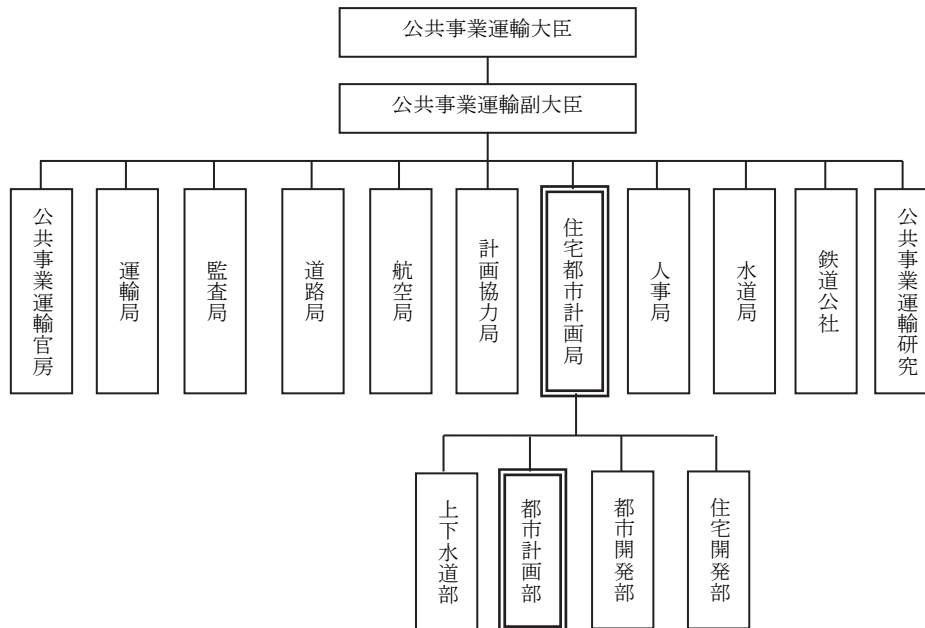 公共事業運輸大臣
公共事業運輸副大臣
公共事業運輸官房
運輸局
監査局
道路局
航空局
計画協力局
住宅都市計画局
人事局
水道局
鉄道公社
公共事業運輸研究
上下水道部
都市計画部
都市開発部
住宅開発部